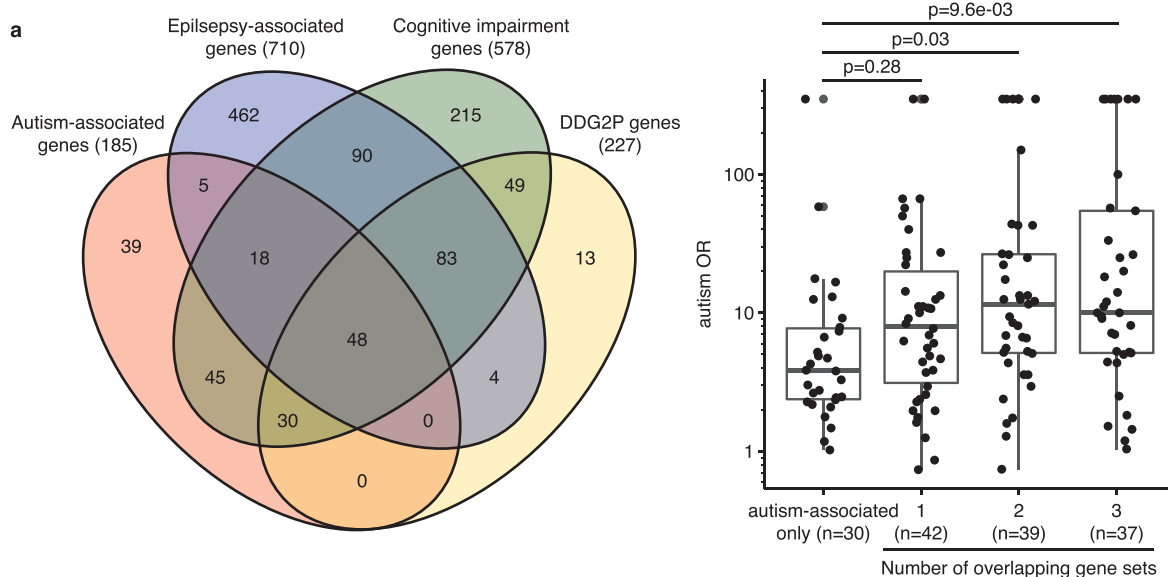 a
Epilsepsy-associated
genes (710)
Cognitive impairment
genes (578)
Autism-associated
genes (185)
DDG2P genes
(227)
462
215
90
5
49
39
18
83
13
48
45
4
30
0
0
p=9.6e-03
p=0.03
p=0.28
autism OR
100
10
1
autism-associated
only (n=30)
1
(n=42)
2
(n=39)
3
(n=37)
Number of overlapping gene sets